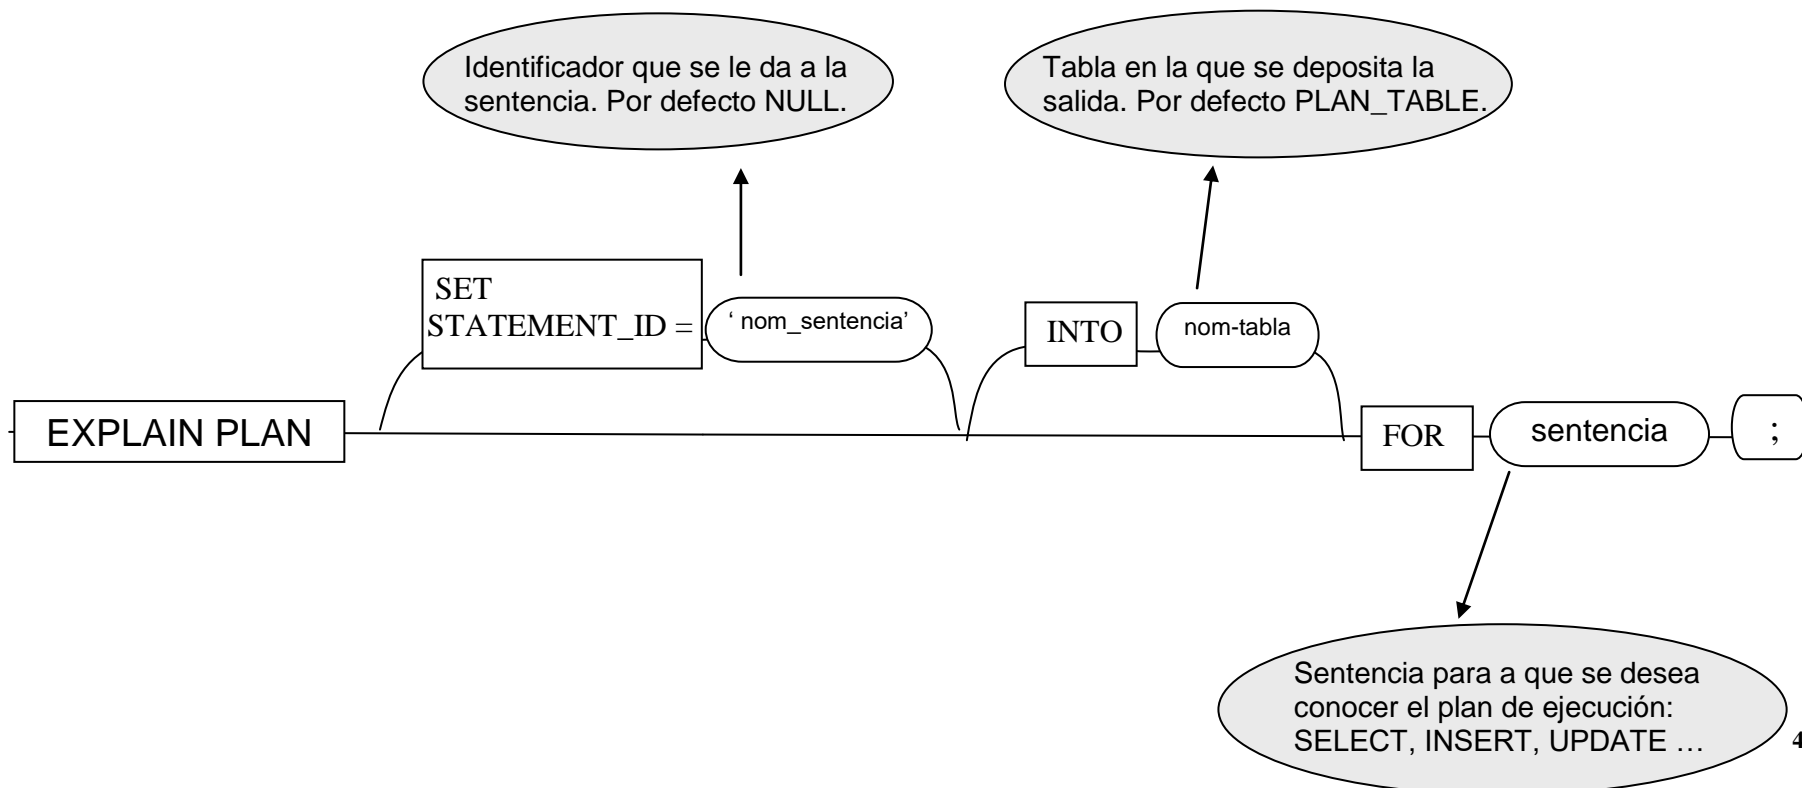 Identificador que se le da a la
sentencia. Por defecto NULL.
Tabla en la que se deposita la
salida. Por defecto PLAN_TABLE.
SET
STATEMENT_ID =
‘ nom_sentencia’
INTO
nom-tabla
EXPLAIN PLAN
FOR
sentencia
;
Sentencia para a que se desea
conocer el plan de ejecución:
SELECT, INSERT, UPDATE …
4